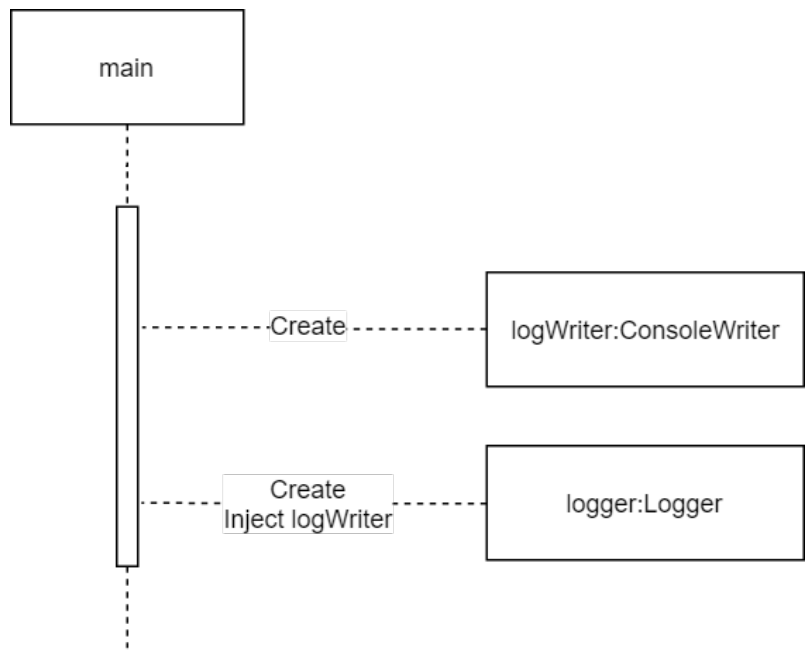 main
Create
logWriter:ConsoleWriter
Create
Inject logWriter
logger:Logger